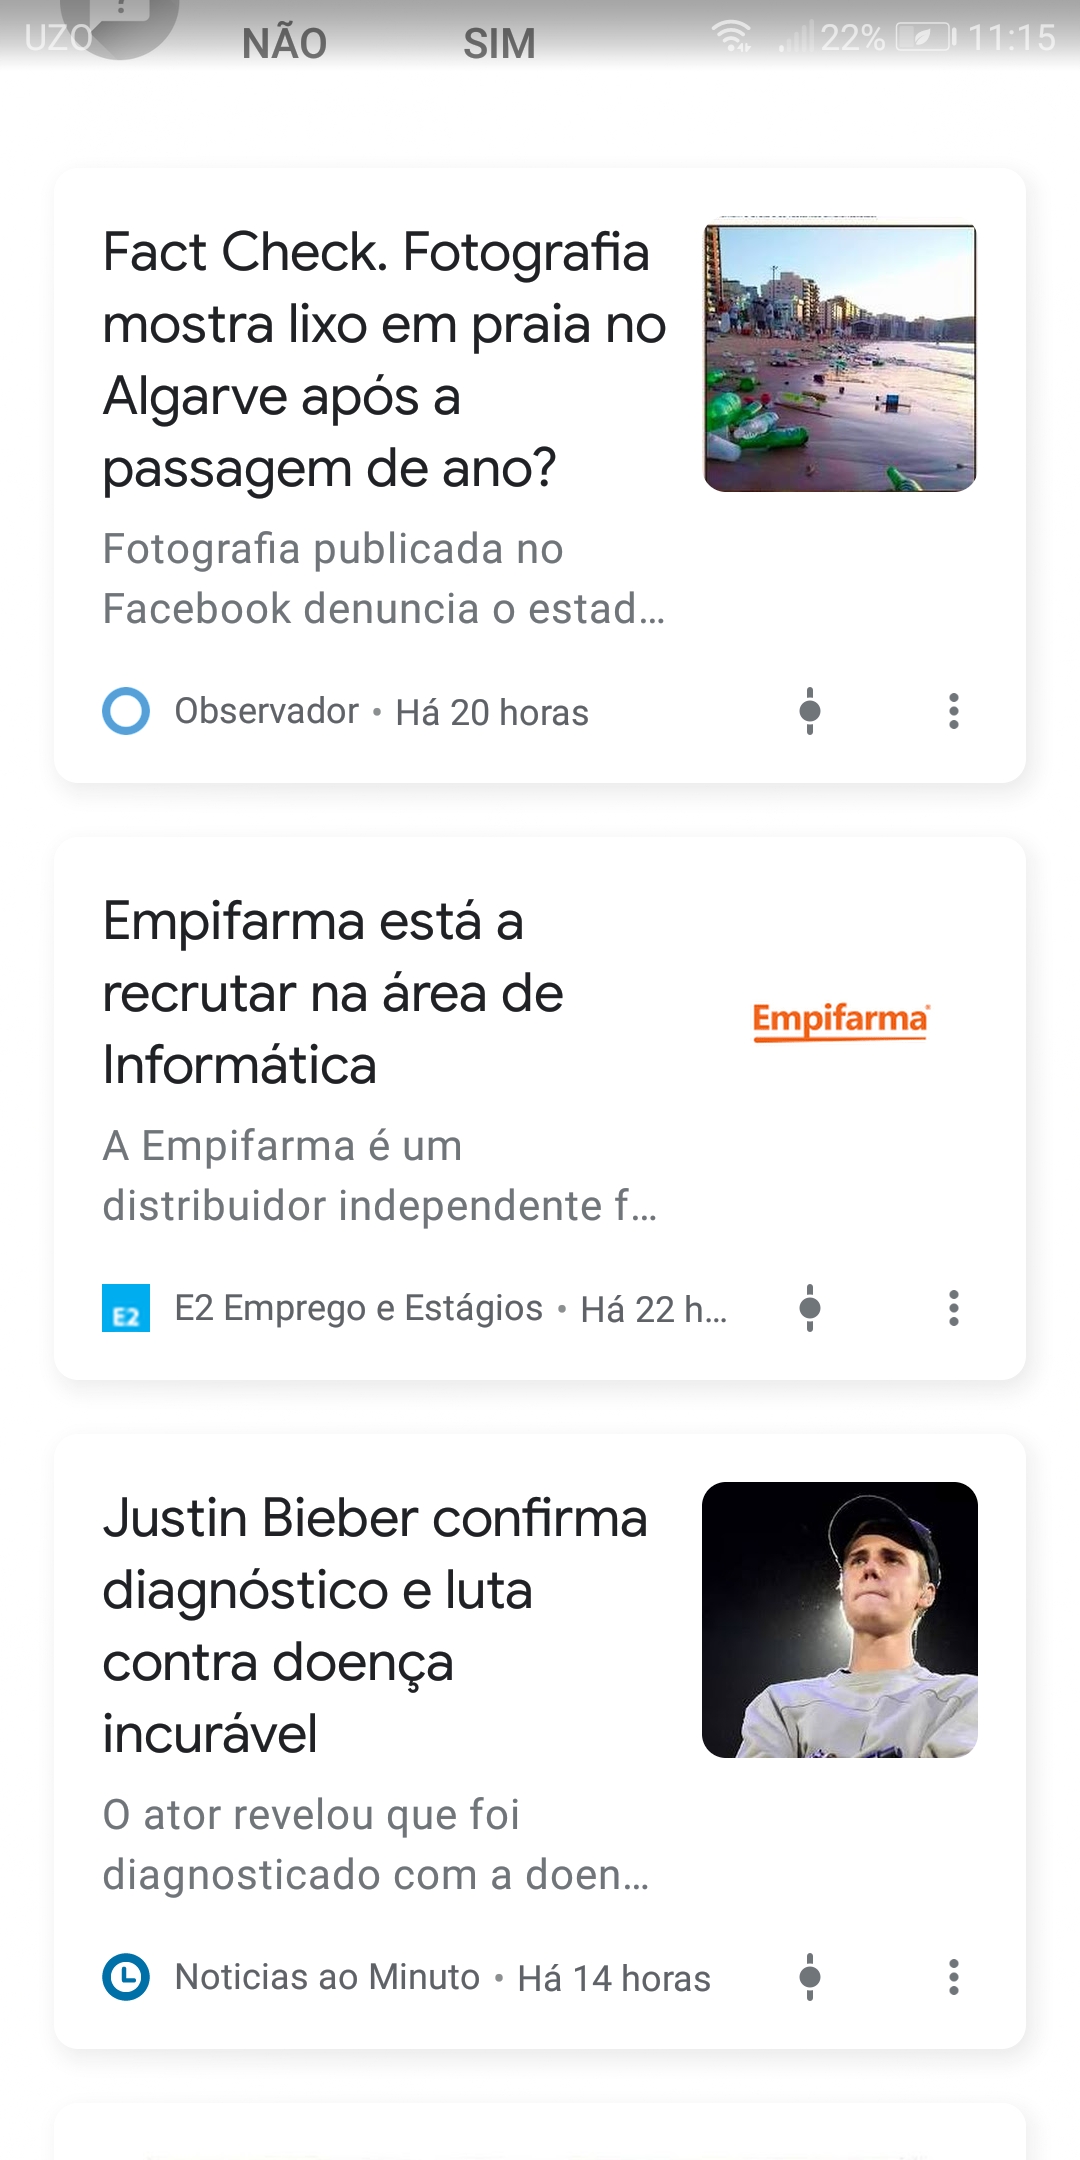 UZO 22% 11:15
NÃO SIM
Fact Check. Fotografia
mostra lixo em praia no
Algarve após a
passagem de ano?
Fotografia publicada no
Facebook denuncia o estad...
Observador • Há 20 horas
Empifarma está a
recrutar na área de
Informática
Empifarma
A Empifarma é um
distribuidor independente f...
E2
E2 Emprego e Estágios • Há 22 h...
Justin Bieber confirma
diagnóstico e luta
contra doença
incurável
O ator revelou que foi
diagnosticado com a doen...
Noticias ao Minuto • Há 14 horas